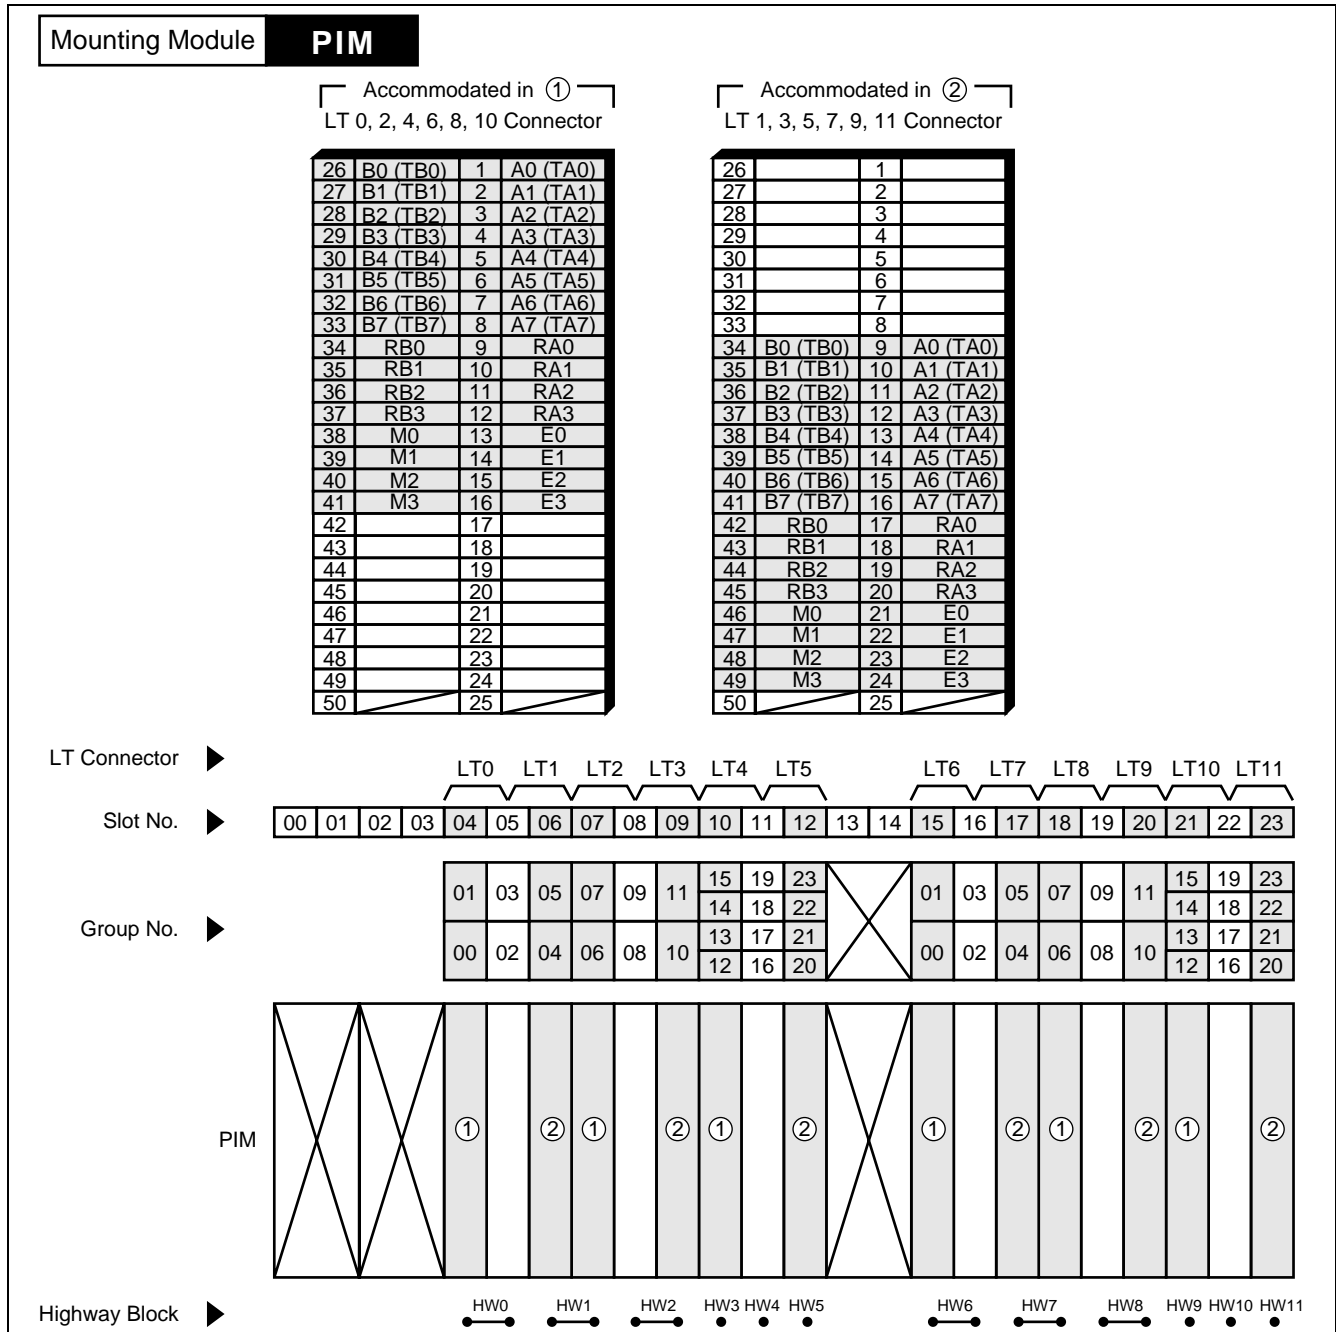 Mounting Module PIM
Accommodated in ① Accommodated in ②
LT 0, 2, 4, 6, 8, 10 Connector LT 1, 3, 5, 7, 9, 11 Connector
26 B0 (TB0) 1 A0 (TA0) 26 1
27 B1 (TB1) 2 A1 (TA1) 27 2
28 B2 (TB2) 3 A2 (TA2) 28 3
29 B3 (TB3) 4 A3 (TA3) 29 4
30 B4 (TB4) 5 A4 (TA4) 30 5
31 B5 (TB5) 6 A5 (TA5) 31 6
32 B6 (TB6) 7 A6 (TA6) 32 7
33 B7 (TB7) 8 A7 (TA7) 33 8
34 RB0 9 RA0 34 B0 (TB0) 9 A0 (TA0)
35 RB1 10 RA1 35 B1 (TB1) 10 A1 (TA1)
36 RB2 11 RA2 36 B2 (TB2) 11 A2 (TA2)
37 RB3 12 RA3 37 B3 (TB3) 12 A3 (TA3)
38 M0 13 E0 38 B4 (TB4) 13 A4 (TA4)
39 M1 14 E1 39 B5 (TB5) 14 A5 (TA5)
40 M2 15 E2 40 B6 (TB6) 15 A6 (TA6)
41 M3 16 E3 41 B7 (TB7) 16 A7 (TA7)
42 17 42 RB0 17 RA0
43 18 43 RB1 18 RA1
44 19 44 RB2 19 RA2
45 20 45 RB3 20 RA3
46 21 46 M0 21 E0
47 22 47 M1 22 E1
48 23 48 M2 23 E2
49 24 49 M3 24 E3
50 25 50 25
LT Connector LT0 LT1 LT2 LT3 LT4 LT5 LT6 LT7 LT8 LT9 LT10 LT11
Slot No. 00 01 02 03 04 05 06 07 08 09 10 11 12 13 14 15 16 17 18 19 20 21 22 23
Group No.
01 03 05 07 09 11 15 19 23 01 03 05 07 09 11 15 19 23
14 18 22 14 18 22
00 02 04 06 08 10 13 17 21 00 02 04 06 08 10 13 17 21
12 16 20 12 16 20
PIM ① ② ① ② ① ② ① ② ① ② ① ②
Highway Block HW0 HW1 HW2 HW3 HW4 HW5 HW6 HW7 HW8 HW9 HW10 HW11